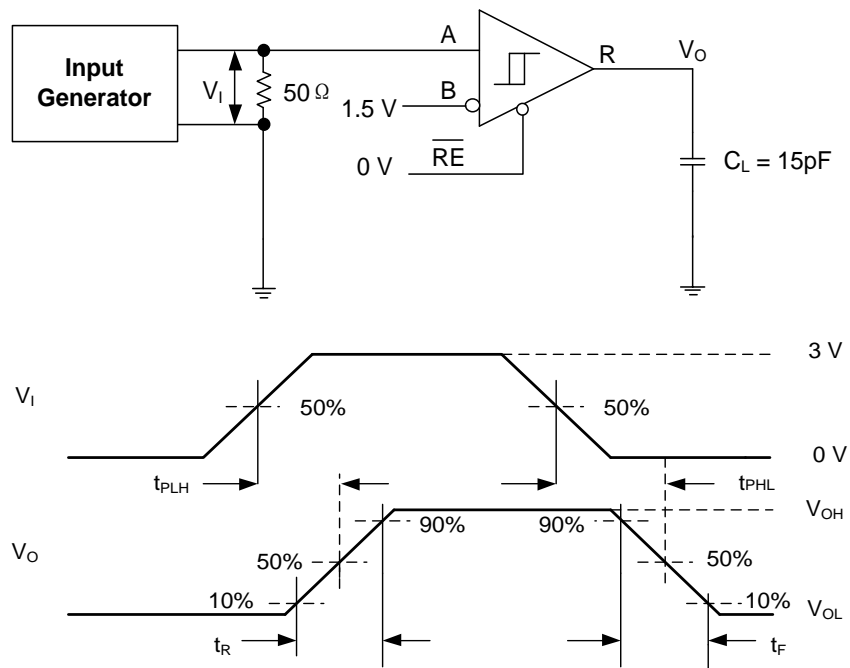 Input
Generator
V_I
50 Ω
A
B
1.5 V
0 V
RE
R
V_O
C_L = 15pF
V_I
50%
50%
3 V
0 V
t_PLH
t_PHL
V_O
90%
90%
V_OH
50%
50%
10%
10%
V_OL
t_R
t_F